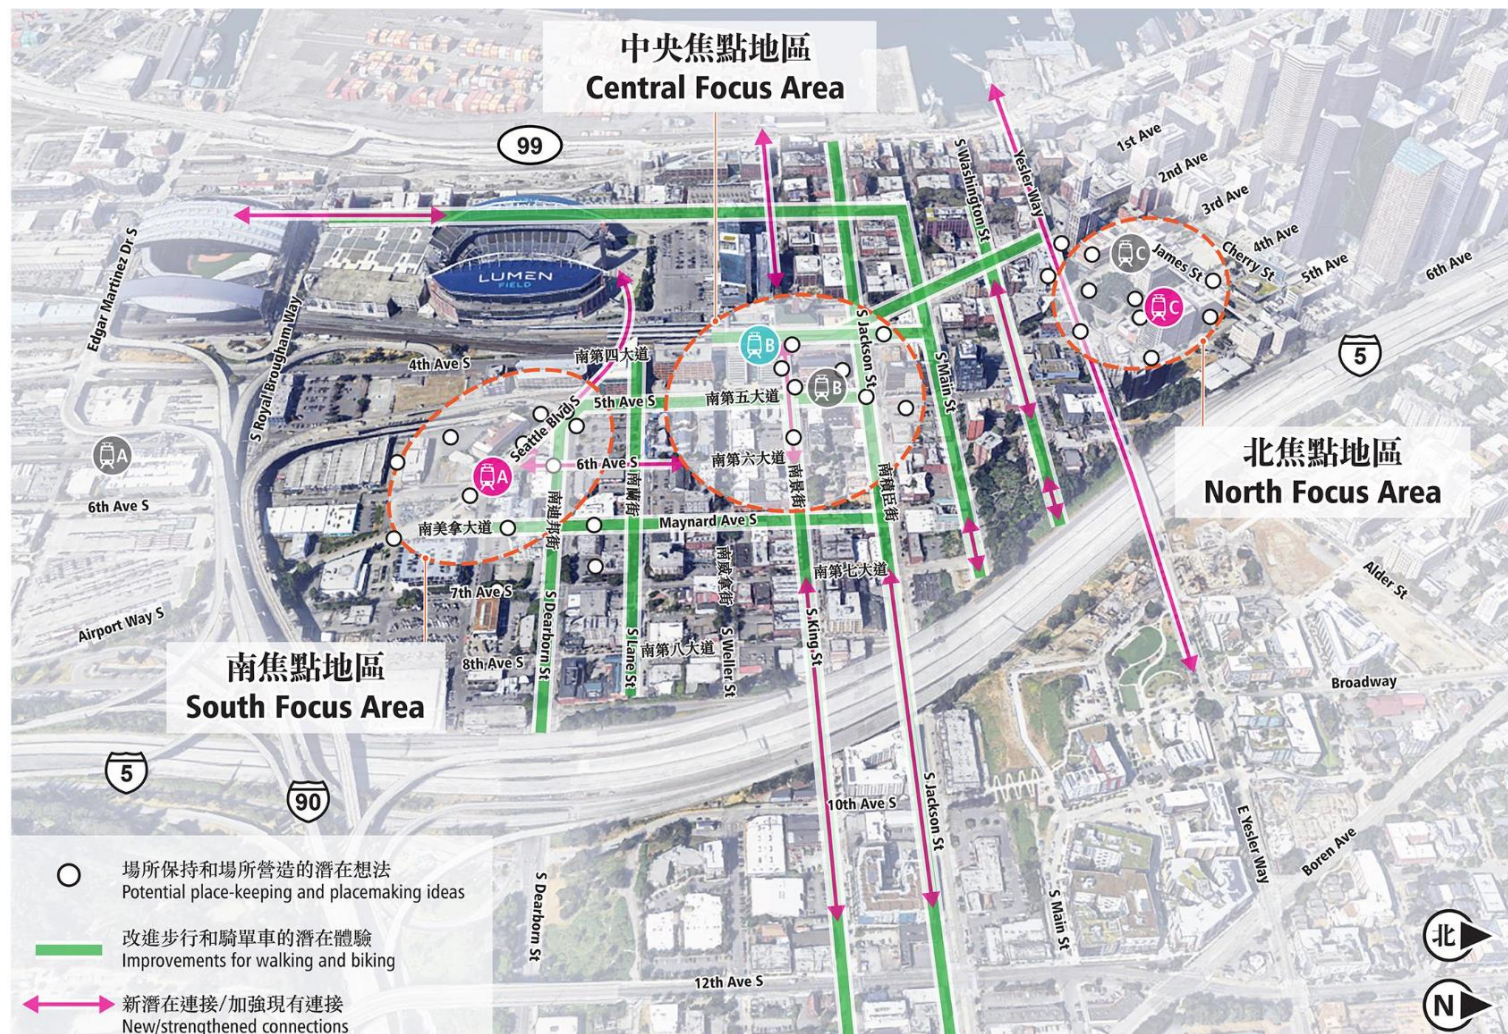 中央焦點地區
Central Focus Area
99
1st Ave
2nd Ave
3rd Ave
4th Ave
5th Ave
6th Ave
Cherry St
James St
Yesler Way
S Washington St
C
C
LUMEN
FIELD
Edgar Martinez Dr S
S Royal Brougham Way
4th Ave S
南第四大道
Seattle Blvd S
5th Ave S
南第五大道
B
B
S Jackson St
S Main St
5
A
6th Ave S
A
6th Ave S
南第六大道
南景街
南積臣街
北焦點地區
North Focus Area
南美拿大道
南迪邦街
南蘭街
Maynard Ave S
南威拿街
南第七大道
7th Ave S
Airport Way S
8th Ave S
S Dearborn St
S Lane St
南第八大道
S Weller St
S King St
Alder St
南焦點地區
South Focus Area
Broadway
5
90
10th Ave S
S Jackson St
E Yesler Way
Boren Ave
S Dearborn St
S Main St
12th Ave S
場所保持和場所營造的潛在想法
Potential place-keeping and placemaking ideas
改進步行和騎單車的潛在體驗
Improvements for walking and biking
新潛在連接/加強現有連接
New/strengthened connections
北
N